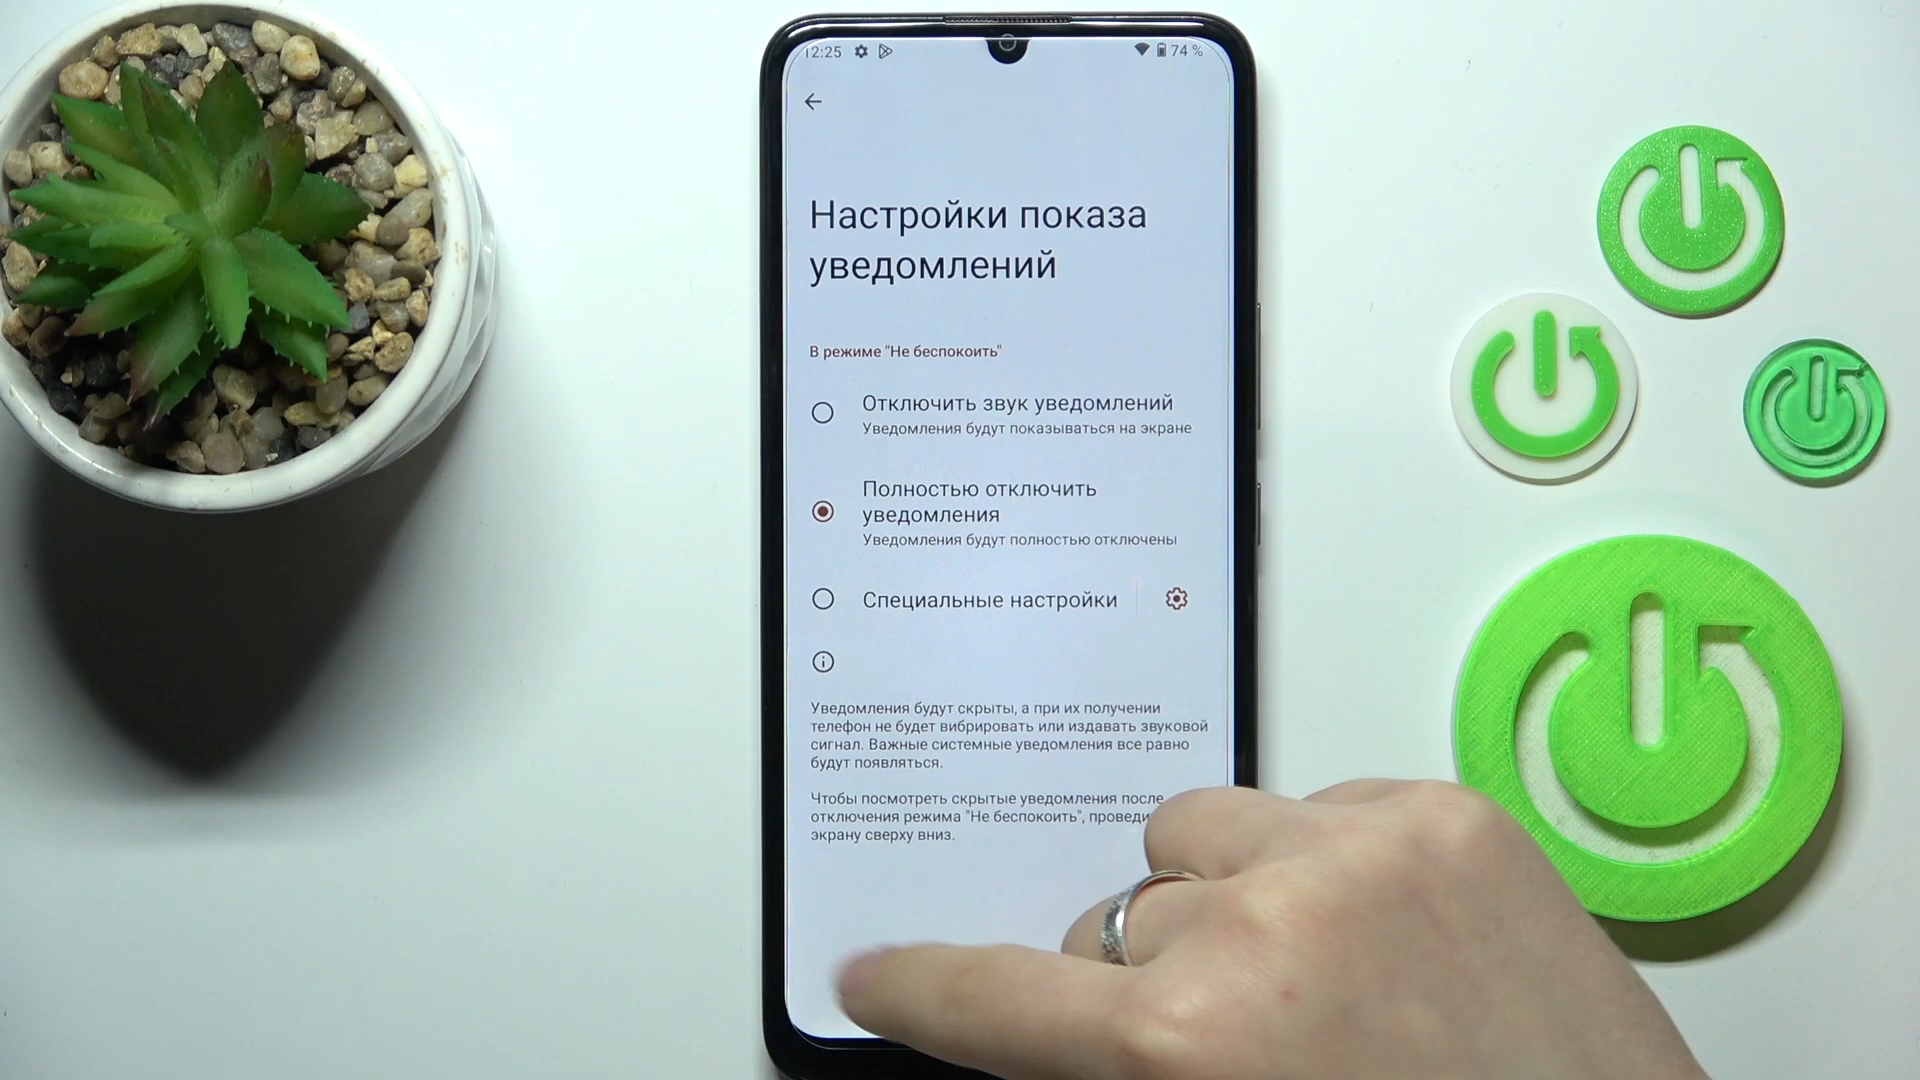 12:25 74 %
Настройки показа
уведомлений
В режиме "Не беспокоить"
Отключить звук уведомлений
Уведомления будут показываться на экране
Полностью отключить
уведомления
Уведомления будут полностью отключены
Специальные настройки
Уведомления будут скрыты, а при их получении
телефон не будет вибрировать или издавать звуковой
сигнал. Важные системные уведомления все равно
будут появляться.
Чтобы посмотреть скрытые уведомления после
отключения режима "Не беспокоить",
экрану сверху вниз.